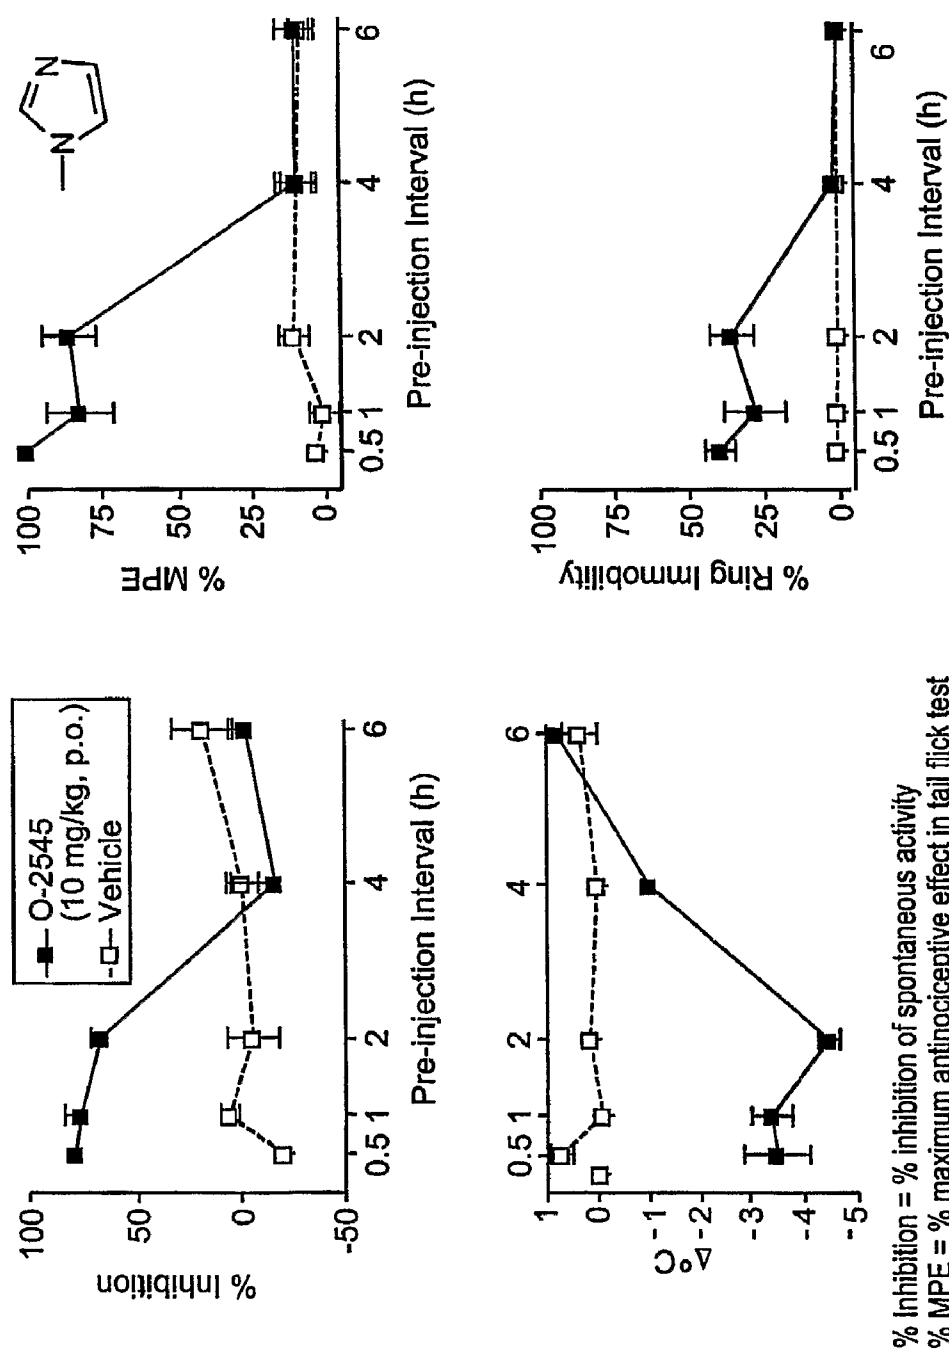 O-2545
(10 mg/kg, p.o.)
Vehicle
% Inhibition
100
50
0
-50
0.5 1 2 4 6
Pre-injection Interval (h)
% MPE
100
75
50
25
0
0.5 1 2 4 6
Pre-injection Interval (h)
N
N
Δ°C
1
0
-1
-2
-3
-4
-5
0.5 1 2 4 6
% Ring Immobility
100
75
50
25
0
0.5 1 2 4 6
Pre-injection Interval (h)
% Inhibition = % inhibition of spontaneous activity
% MPE = % maximum antinociceptive effect in tail flick test